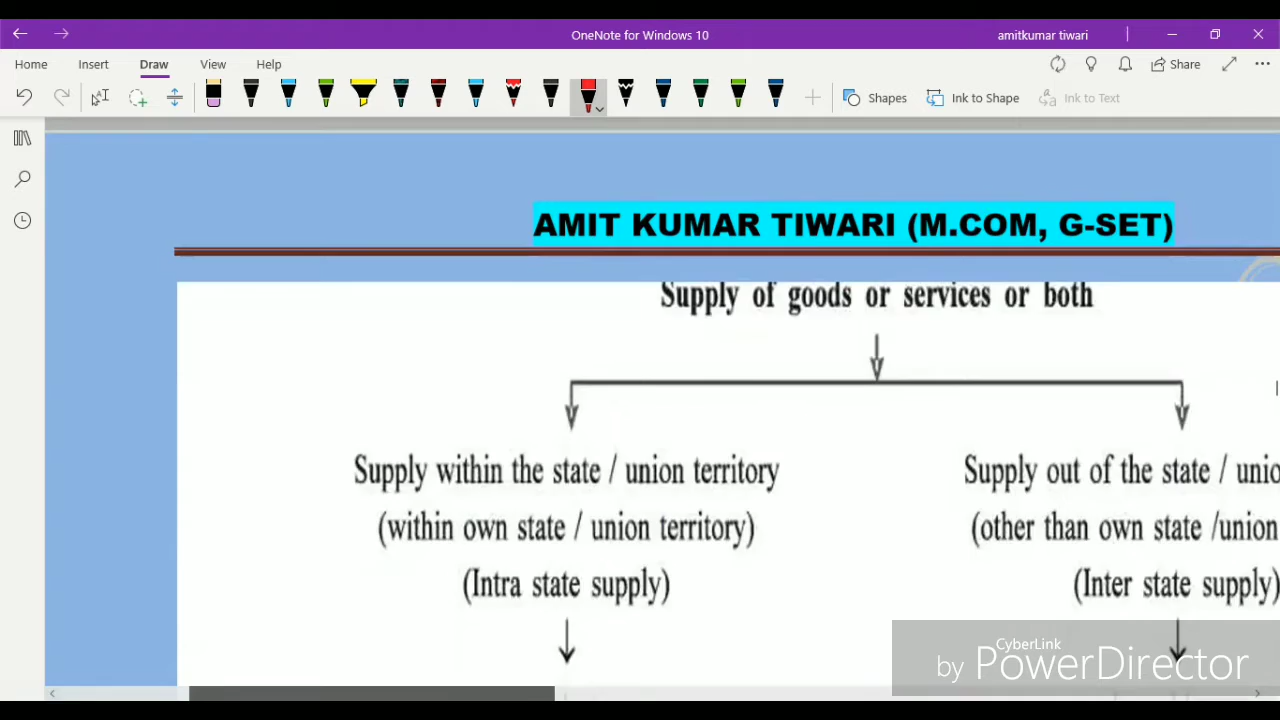 OneNote for Windows 10
amitkumar tiwari
Home Insert Draw View Help
Share
Shapes
Ink to Shape
Ink to Text
AMIT KUMAR TIWARI (M.COM, G-SET)
Supply of goods or services or both
Supply within the state / union territory
(within own state / union territory)
(Intra state supply)
Supply out of the state / unio
(other than own state /union
(Inter state supply)
CyberLink
by PowerDirector